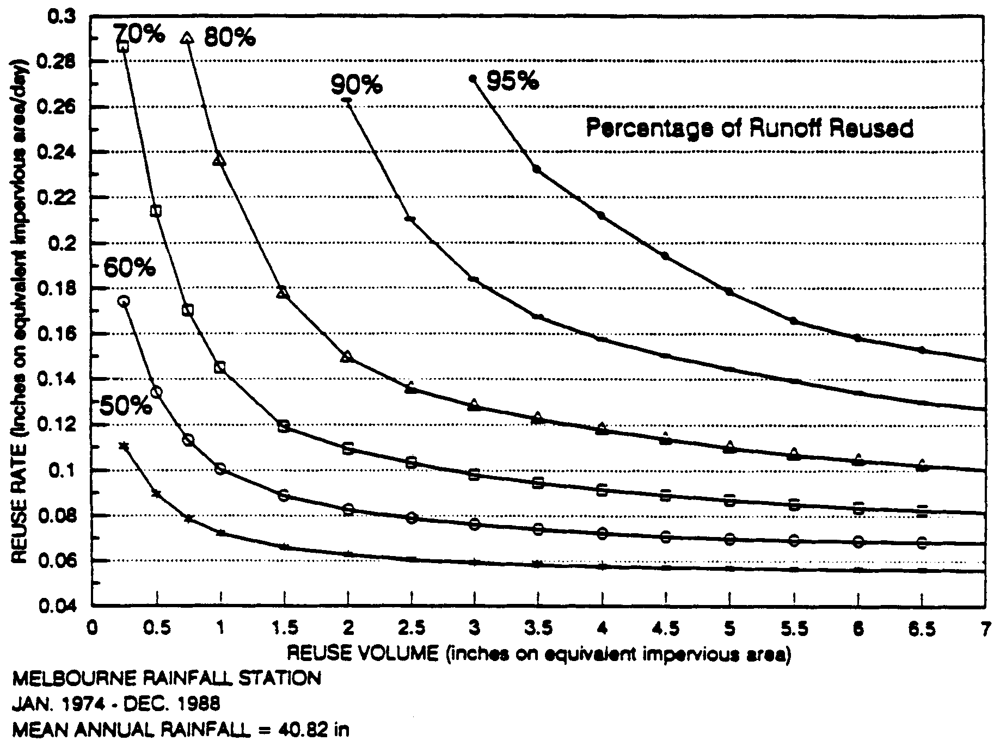 0.3
0.28
0.26
0.24
0.22
0.2
0.18
0.16
0.14
0.12
0.1
0.08
0.06
0.04
REUSE RATE (inches on equivalent impervious area/day)
70%
80%
90%
95%
Percentage of Runoff Reused
60%
50%
0 0.5 1 1.5 2 2.5 3 3.5 4 4.5 5 5.5 6 6.5 7
REUSE VOLUME (inches on equivalent impervious area)
MELBOURNE RAINFALL STATION
JAN. 1974 - DEC. 1988
MEAN ANNUAL RAINFALL = 40.82 in